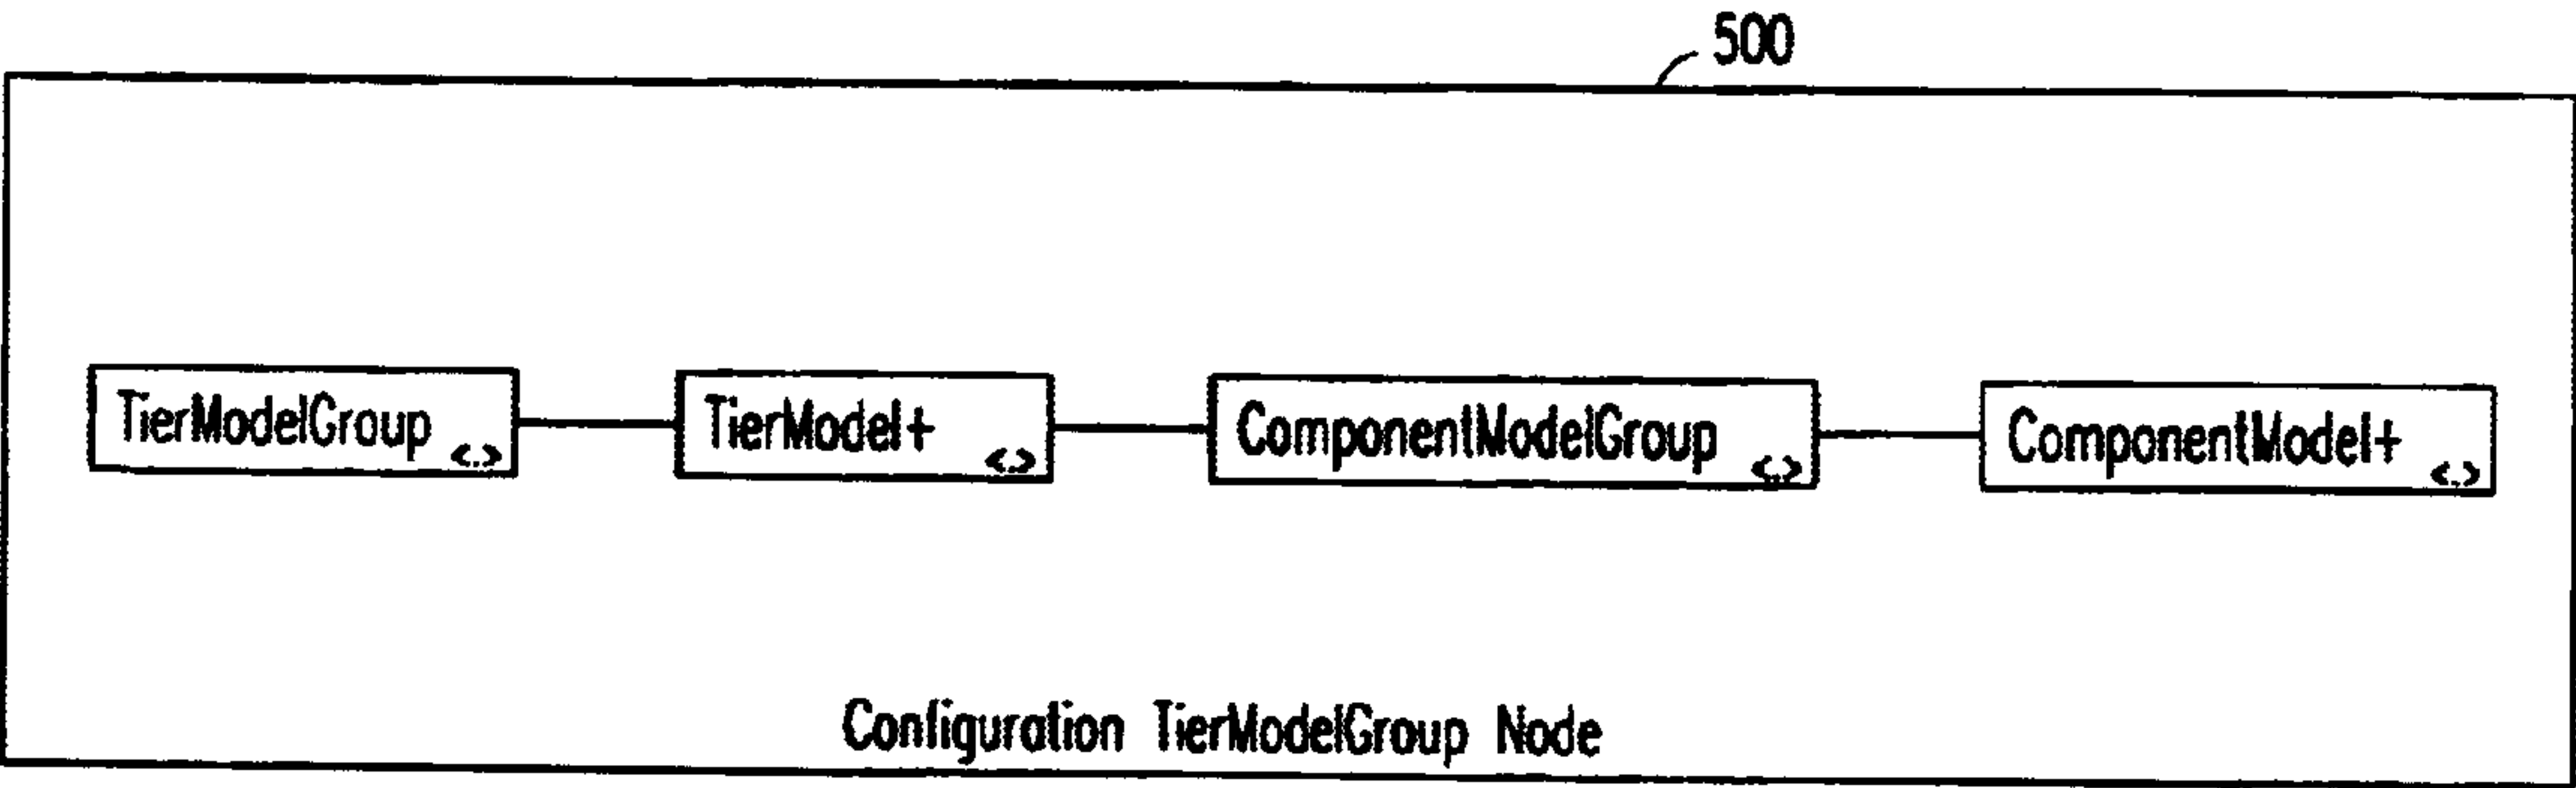 500
TierModelGroup <..>
TierModel+ <..>
ComponentModelGroup <..>
ComponentModel+ <..>
Configuration TierModelGroup Node